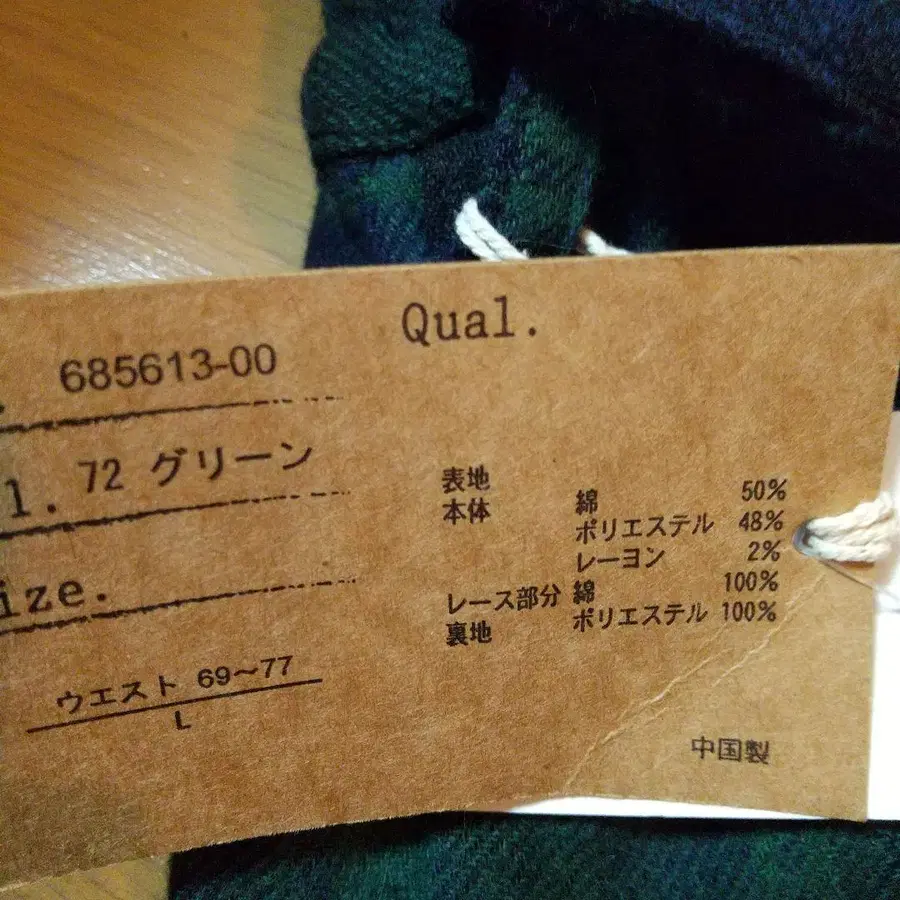 685613-00
l. 72 グリーン
ize.
ウエスト 69～77
L
Qual.
表地
本体 綿 50%
ポリエステル 48%
レーヨン 2%
レース部分 綿 100%
裏地 ポリエステル 100%
中国製